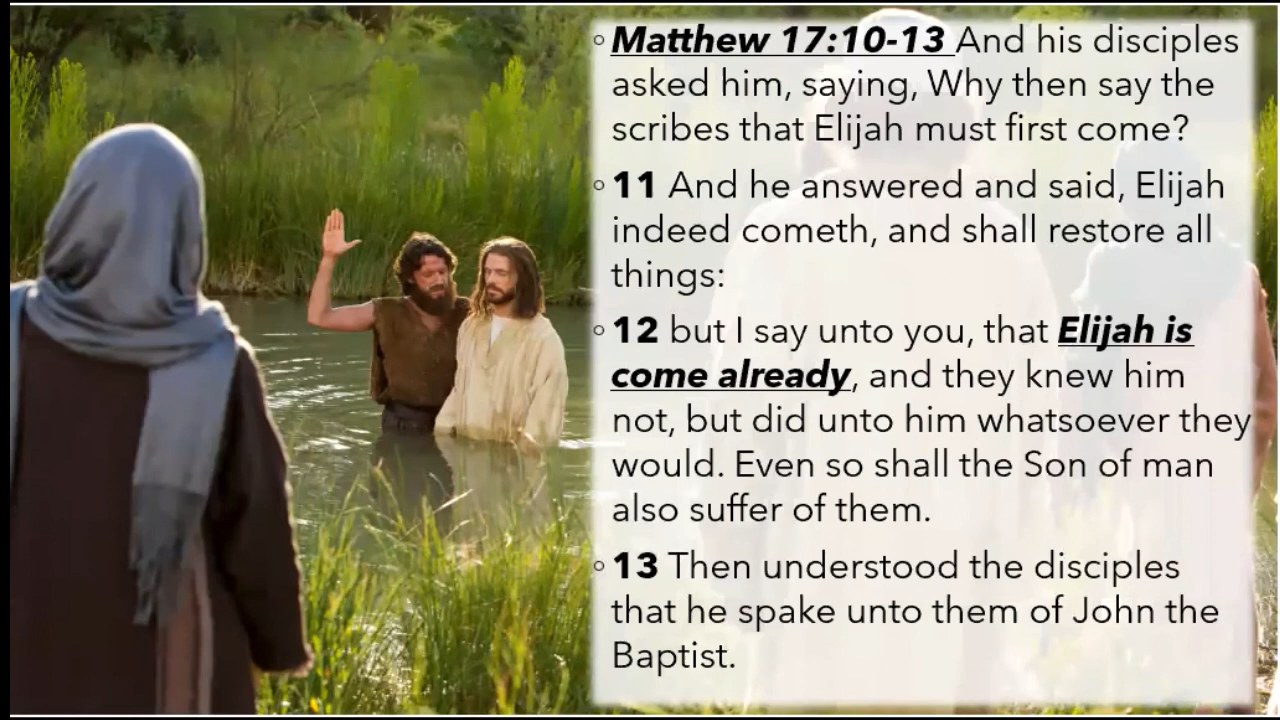 ◦ Matthew 17:10-13 And his disciples
asked him, saying, Why then say the
scribes that Elijah must first come?
◦ 11 And he answered and said, Elijah
indeed cometh, and shall restore all
things:
◦ 12 but I say unto you, that Elijah is
come already, and they knew him
not, but did unto him whatsoever they
would. Even so shall the Son of man
also suffer of them.
◦ 13 Then understood the disciples
that he spake unto them of John the
Baptist.